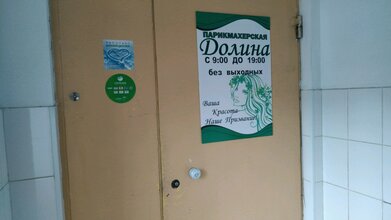 ПАРИКМАХЕРСКАЯ
Долина
С 9:00 ДО 19:00
без выходных
Ваша
Красота-
Наше Призвание